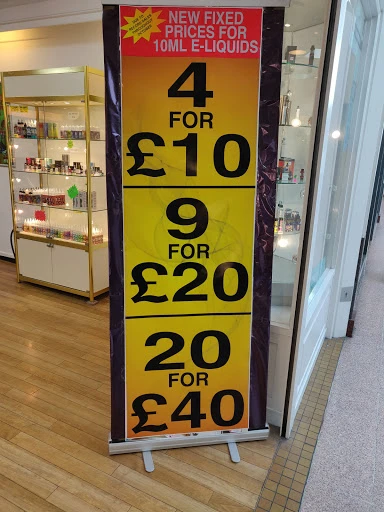 NEW FIXED
PRICES FOR
10ML E-LIQUIDS
4
FOR
£10
9
FOR
£20
20
FOR
£40